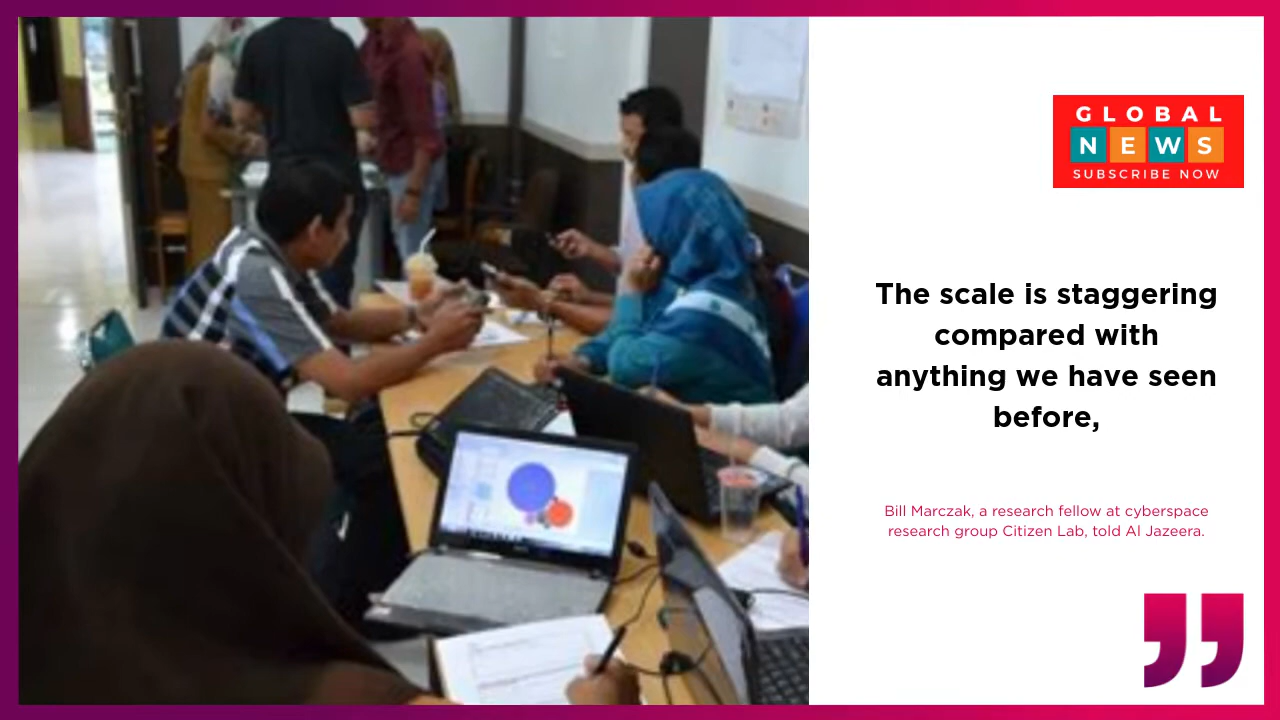 GLOBAL
NEWS
SUBSCRIBE NOW
The scale is staggering
compared with
anything we have seen
before,
Bill Marczak, a research fellow at cyberspace
research group Citizen Lab, told Al Jazeera.